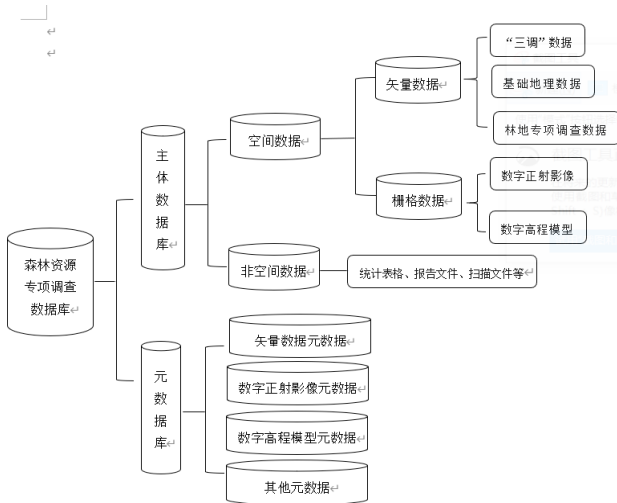 “三调”数据
矢量数据
基础地理数据
林地专项调查数据
空间数据
主
体
数
据
库
栅格数据
数字正射影像
数字高程模型
非空间数据
统计表格、报告文件、扫描文件等
森林资源
专项调查
数据库
矢量数据元数据
元
数
据
库
数字正射影像元数据
数字高程模型元数据
其他元数据